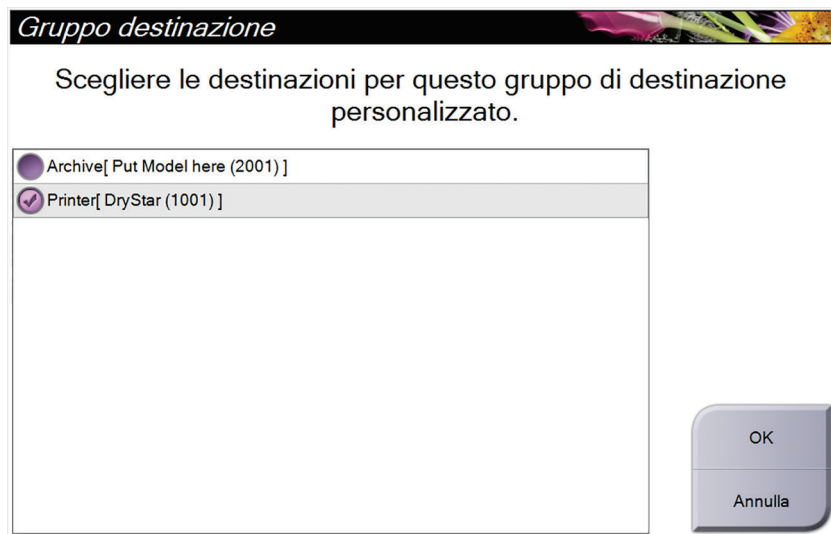 Gruppo destinazione
Scegliere le destinazioni per questo gruppo di destinazione
personalizzato.
Archive[ Put Model here (2001) ]
Printer[ DryStar (1001) ]
OK
Annulla